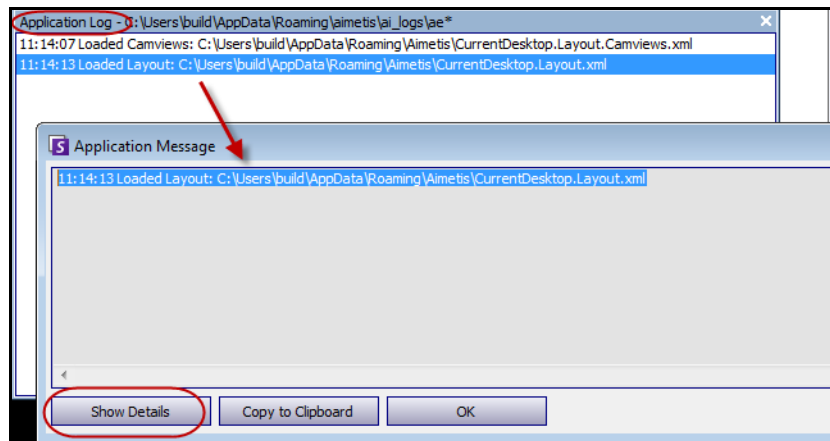 Application Log - C:\Users\build\AppData\Roaming\aimetis\ai_logs\ae*
11:14:07 Loaded Camviews: C:\Users\build\AppData\Roaming\Aimetis\CurrentDesktop.Layout.Camviews.xml
11:14:13 Loaded Layout: C:\Users\build\AppData\Roaming\Aimetis\CurrentDesktop.Layout.xml
Application Message
11:14:13 Loaded Layout: C:\Users\build\AppData\Roaming\Aimetis\CurrentDesktop.Layout.xml
Show Details Copy to Clipboard OK